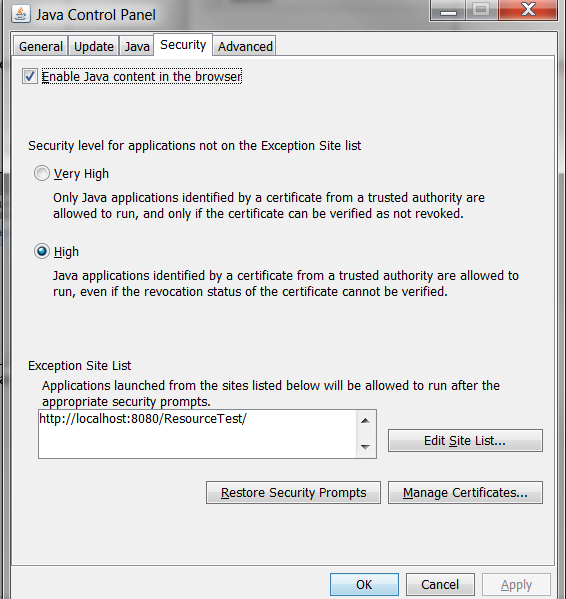 Java Control Panel
General Update Java Security Advanced
Enable Java content in the browser
Security level for applications not on the Exception Site list
Very High
Only Java applications identified by a certificate from a trusted authority are
allowed to run, and only if the certificate can be verified as not revoked.
High
Java applications identified by a certificate from a trusted authority are allowed to
run, even if the revocation status of the certificate cannot be verified.
Exception Site List
Applications launched from the sites listed below will be allowed to run after the
appropriate security prompts.
http://localhost:8080/ResourceTest/
Edit Site List...
Restore Security Prompts Manage Certificates...
OK Cancel Apply